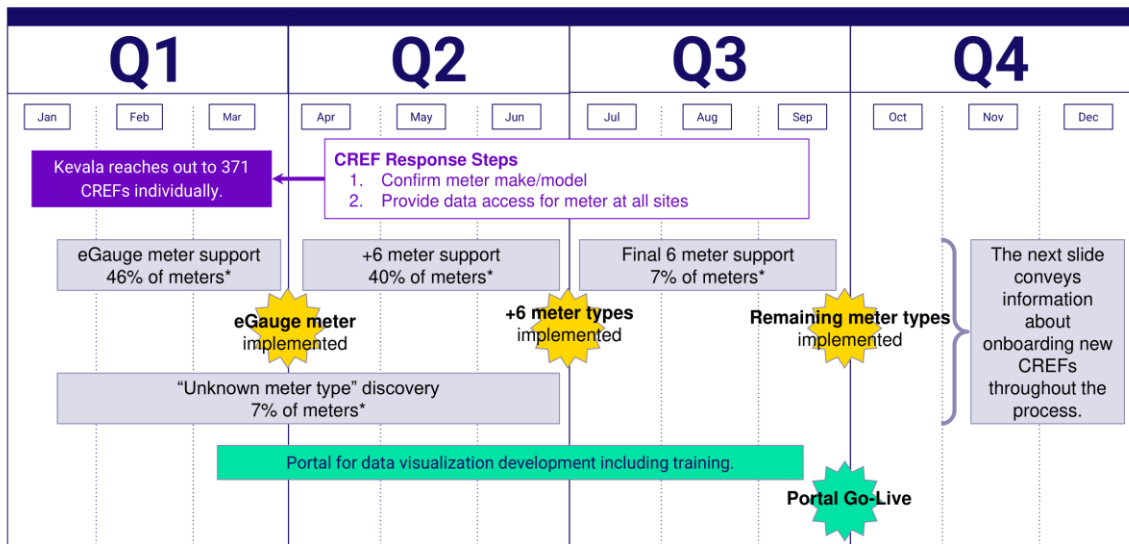 Q1
Q2
Q3
Q4
Jan
Feb
Mar
Apr
May
Jun
Jul
Aug
Sep
Oct
Nov
Dec
Kevala reaches out to 371
CREFs individually.
CREF Response Steps
1. Confirm meter make/model
2. Provide data access for meter at all sites
eGauge meter support
46% of meters*
+6 meter support
40% of meters*
Final 6 meter support
7% of meters*
The next slide
conveys
information
about
onboarding new
CREFs
throughout the
process.
eGauge meter
implemented
+6 meter types
implemented
Remaining meter types
implemented
“Unknown meter type” discovery
7% of meters*
Portal for data visualization development including training.
Portal Go-Live